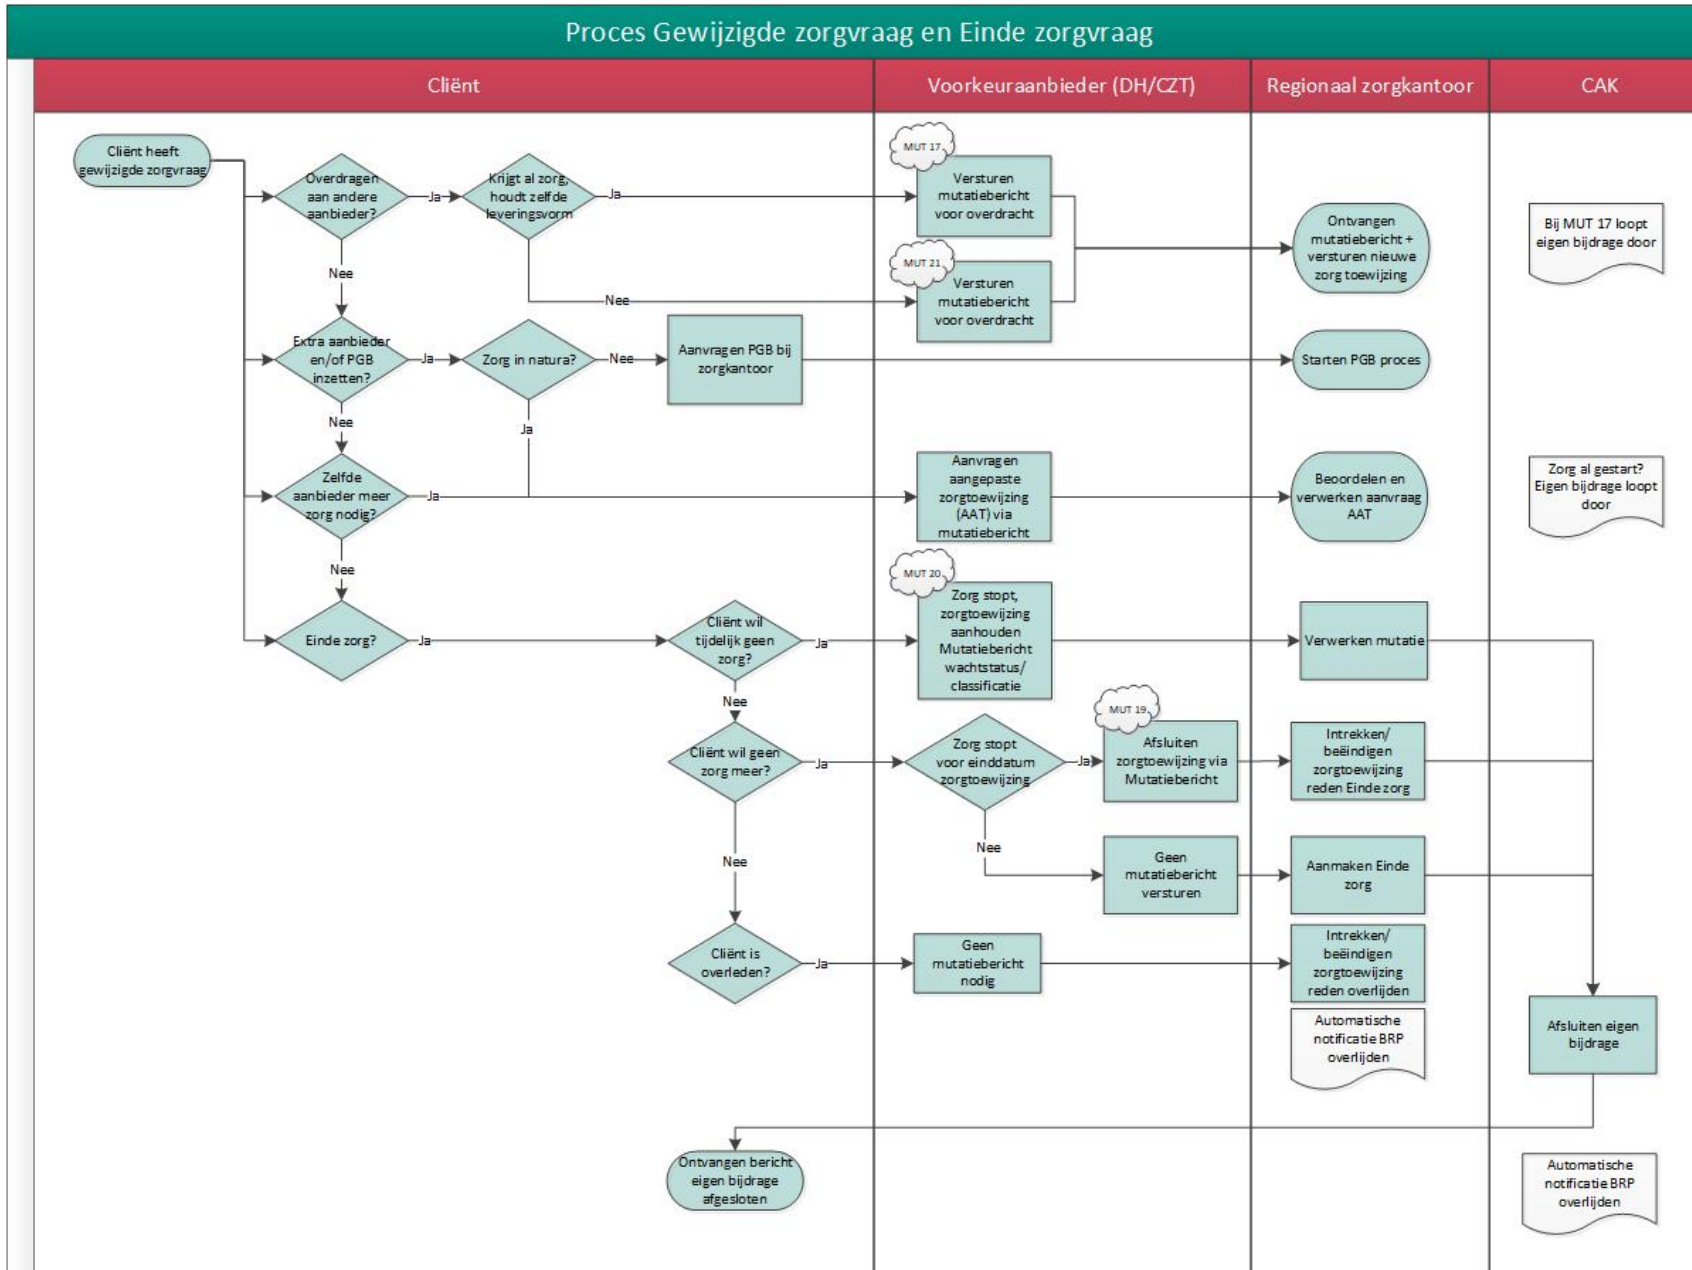 Proces Gewijzigde zorgvraag en Einde zorgvraag
Cliënt
Voorkeuraanbieder (DH/CZT)
Regionaal zorgkantoor
CAK
Cliënt heeft
gewijzigde zorgvraag
Overdragen
aan andere
aanbieder?
Ja
Krijgt al zorg,
houdt zelfde
leveringsvorm
Ja
MUT 17
Versturen
mutatiebericht
voor overdracht
Ontvangen
mutatiebericht +
versturen nieuwe
zorg toewijzing
Bij MUT 17 loopt
eigen bijdrage door
Nee
Nee
MUT 21
Versturen
mutatiebericht
voor overdracht
Extra aanbieder
en/of PGB
inzetten?
Ja
Zorg in natura?
Nee
Aanvragen PGB bij
zorgkantoor
Starten PGB proces
Nee
Ja
Zelfde
aanbieder meer
zorg nodig?
Ja
Aanvragen
aangepaste
zorgtoewijzing
(AAT) via
mutatiebericht
Beoordelen en
verwerken aanvraag
AAT
Zorg al gestart?
Eigen bijdrage loopt
door
Nee
Einde zorg?
Ja
Cliënt wil
tijdelijk geen
zorg?
Ja
MUT 20
Zorg stopt,
zorgtoewijzing
aanhouden
Mutatiebericht
wachtstatus/
classificatie
Verwerken mutatie
Nee
Cliënt wil geen
zorg meer?
Ja
Zorg stopt
voor einddatum
zorgtoewijzing
Ja
MUT 19
Afsluiten
zorgtoewijzing via
Mutatiebericht
Intrekken/
beëindigen
zorgtoewijzing
reden Einde zorg
Nee
Nee
Geen
mutatiebericht
versturen
Aanmaken Einde
zorg
Cliënt is
overleden?
Ja
Geen
mutatiebericht
nodig
Intrekken/
beëindigen
zorgtoewijzing
reden overlijden
Automatische
notificatie BRP
overlijden
Afsluiten eigen
bijdrage
Ontvangen bericht
eigen bijdrage
afgesloten
Automatische
notificatie BRP
overlijden